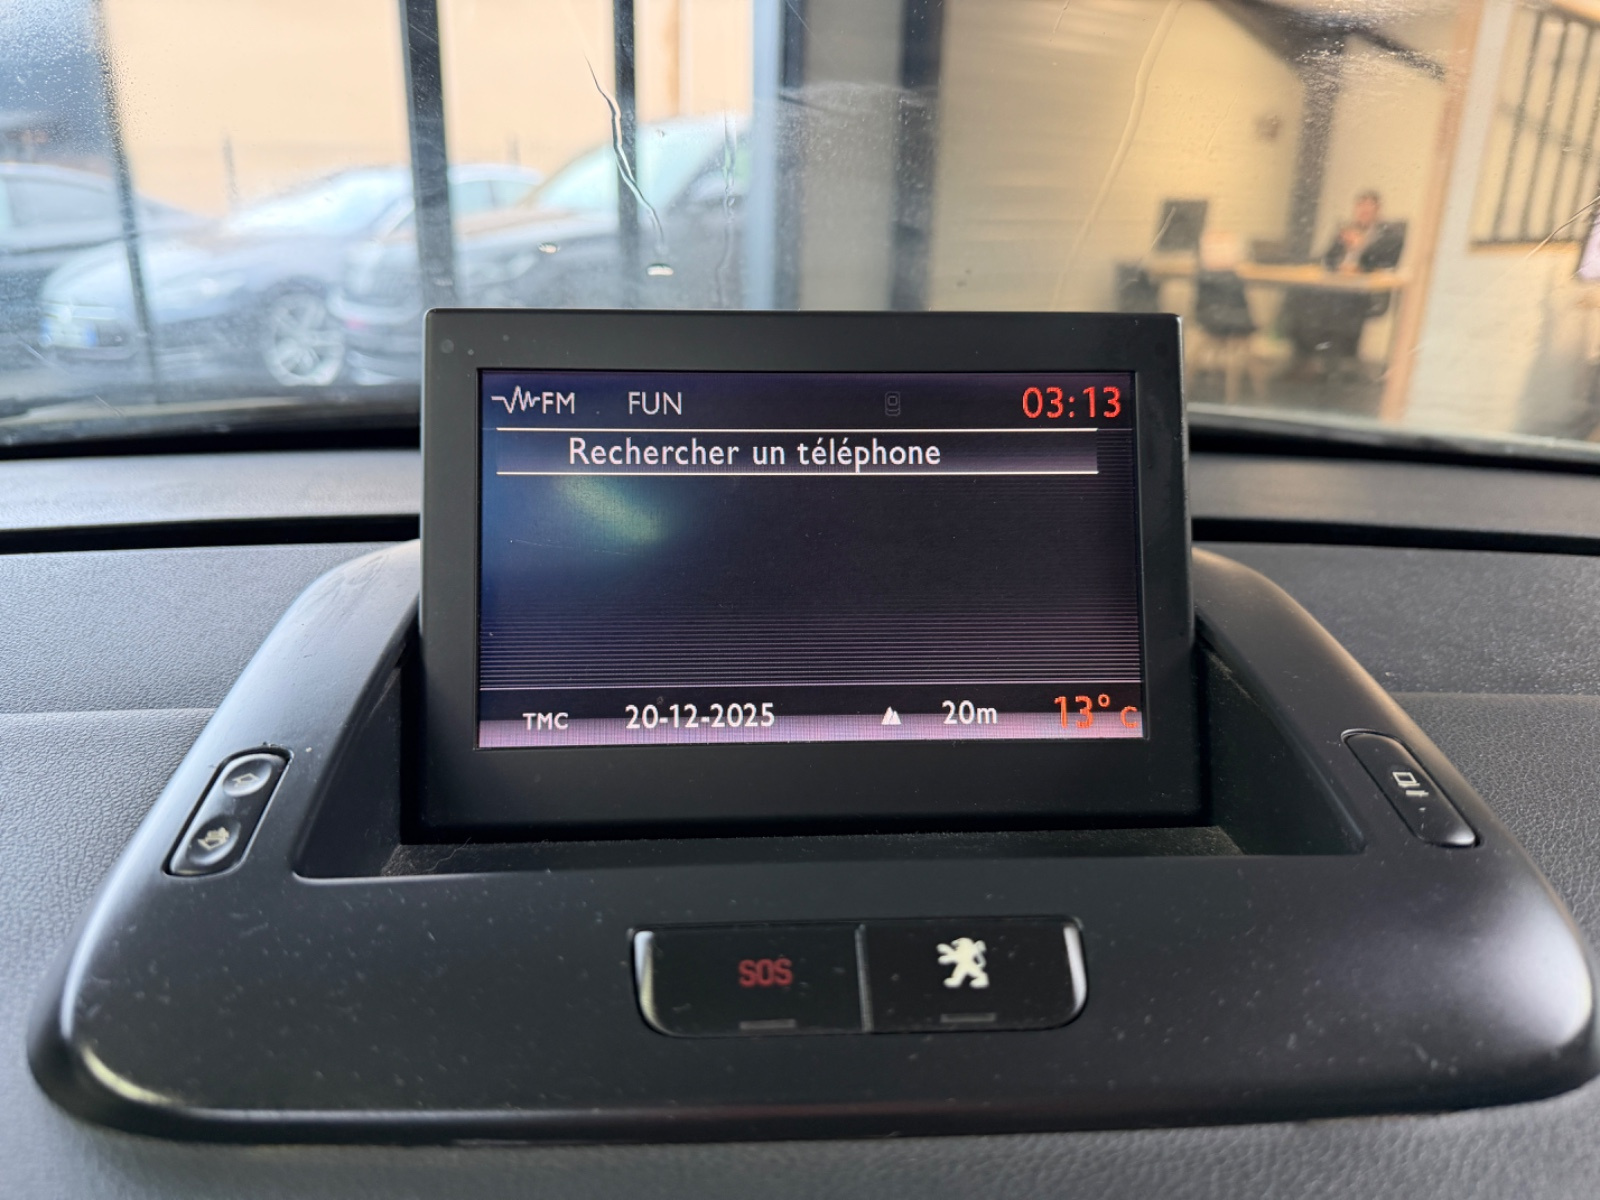 FM FUN 03:13
Rechercher un téléphone
TMC 20-12-2025 20m 13° C
SOS